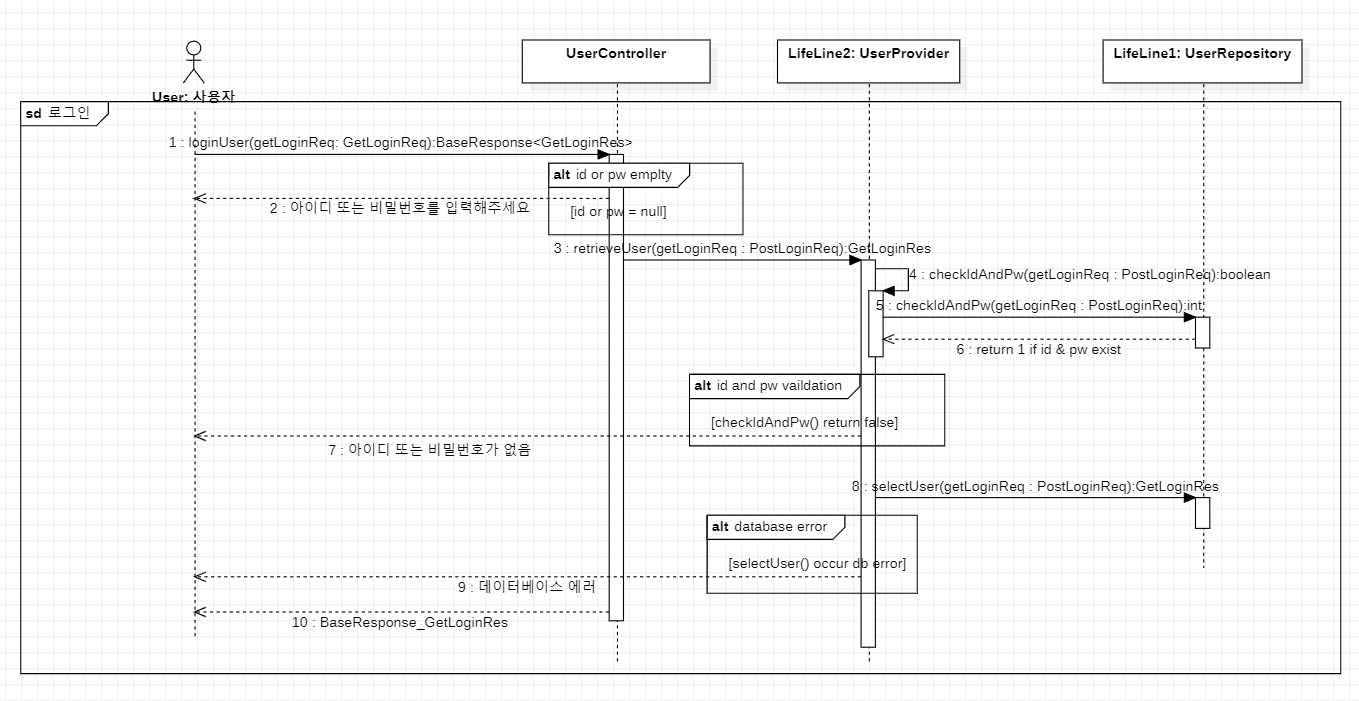 UserController
LifeLine2: UserProvider
LifeLine1: UserRepository
User: 사용자
sd 로그인
1 : loginUser(getLoginReq: GetLoginReq):BaseResponse<GetLoginRes>
alt id or pw emplty
2 : 아이디 또는 비밀번호를 입력해주세요
[id or pw = null]
3 : retrieveUser(getLoginReq : PostLoginReq):GetLoginRes
4 : checkIdAndPw(getLoginReq : PostLoginReq):boolean
5 : checkIdAndPw(getLoginReq : PostLoginReq):int
6 : return 1 if id & pw exist
alt id and pw vaildation
[checkIdAndPw() return false]
7 : 아이디 또는 비밀번호가 없음
8 : selectUser(getLoginReq : PostLoginReq):GetLoginRes
alt database error
[selectUser() occur db error]
9 : 데이터베이스 에러
10 : BaseResponse_GetLoginRes